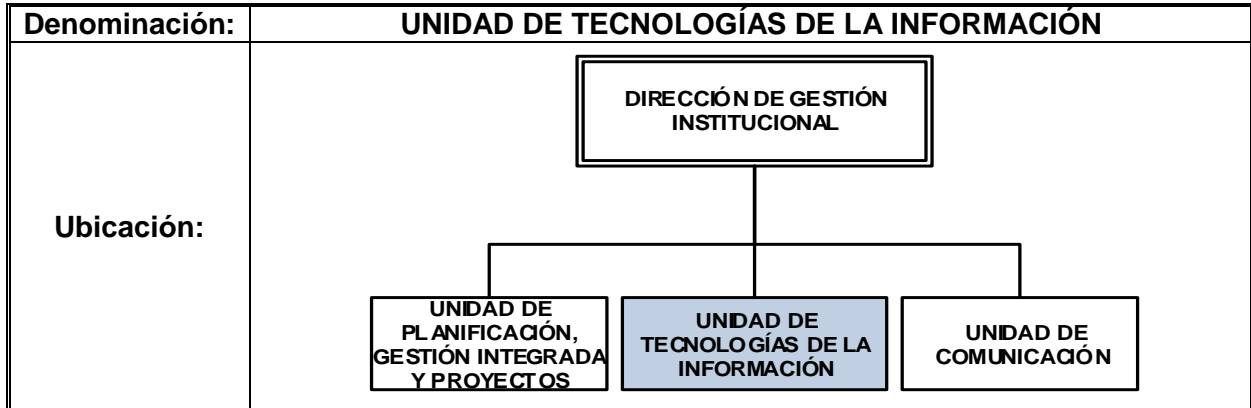 Denominación: UNIDAD DE TECNOLOGÍAS DE LA INFORMACIÓN
Ubicación:
DIRECCIÓN DE GESTIÓN
INSTITUCIONAL
UNIDAD DE
PLANIFICACIÓN,
GESTIÓN INTEGRADA
Y PROYECTOS
UNIDAD DE
TECNOLOGÍAS DE LA
INFORMACIÓN
UNIDAD DE
COMUNICACIÓN